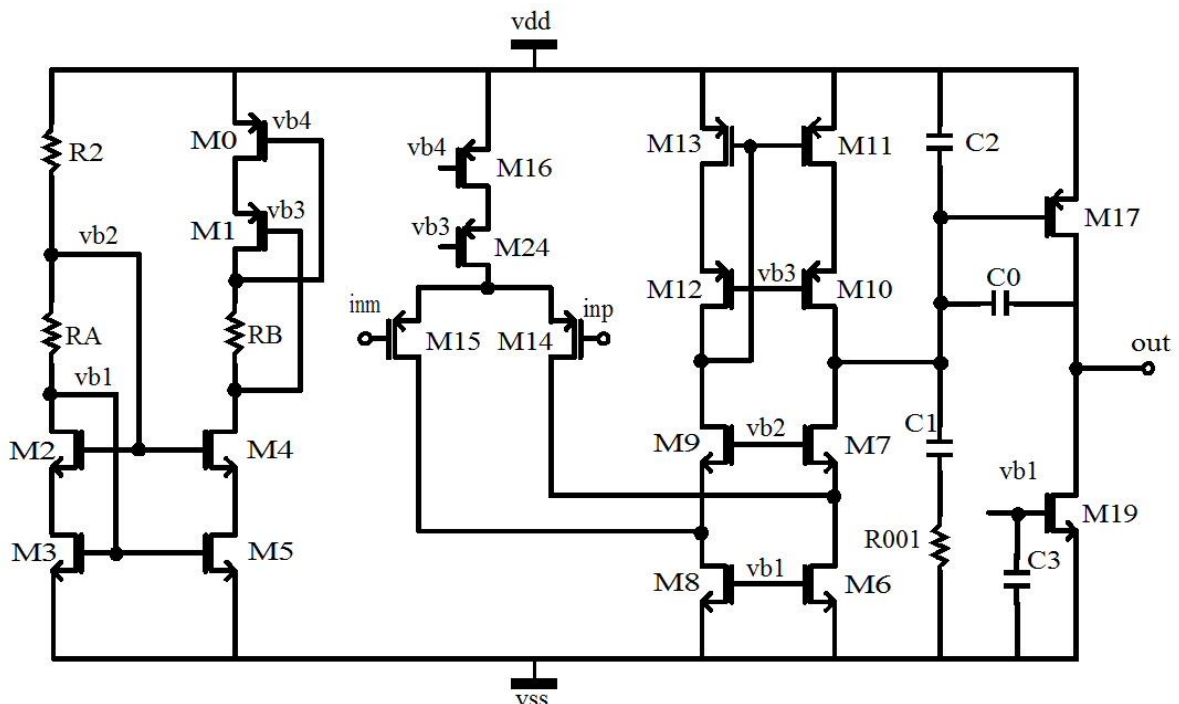 vdd
M0
vb4
R2
M13
M11
C2
vb4
M16
M1
vb3
M17
vb2
vb3
M24
M12
vb3
M10
C0
RA
RB
inm
inp
M15
M14
out
vb1
C1
M2
M4
M9
vb2
M7
vb1
M19
M3
M5
R001
C3
M8
vb1
M6
vss